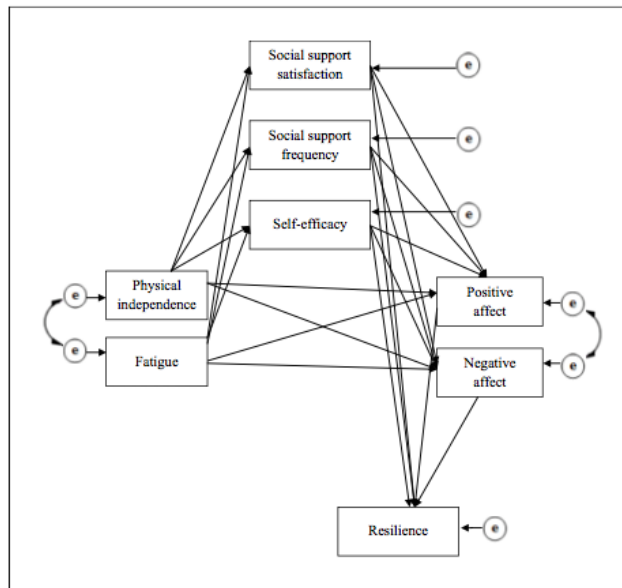 Social support
satisfaction
e
Social support
frequency
e
Self-efficacy
e
Physical
independence
e
Positive
affect
e
Fatigue
e
Negative
affect
e
Resilience
e